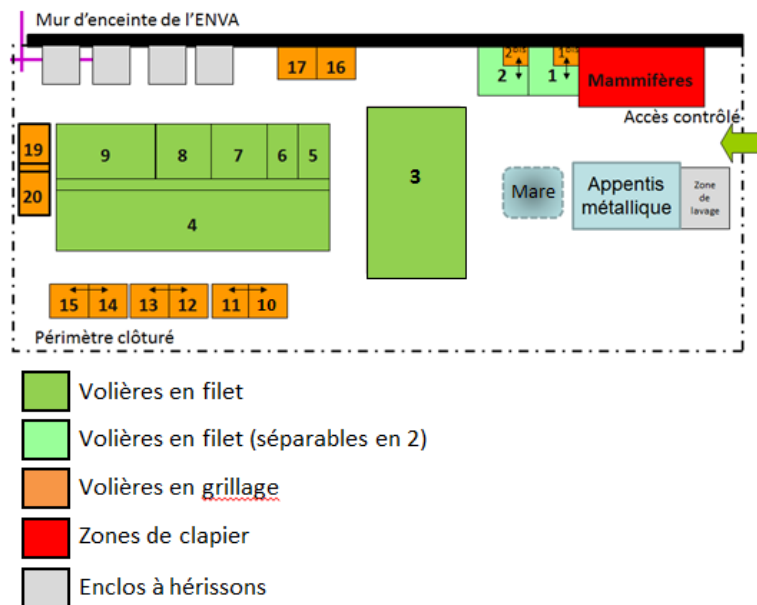 Mur d'enceinte de l'ENVA
17 16
2bis
1bis
2 1
Mammifères
Accès contrôlé
19
9 8 7 6 5
3
20
4
Mare
Appentis
métallique
Zone
de
lavage
15 14 13 12 11 10
Périmètre clôturé
Volières en filet
Volières en filet (séparables en 2)
Volières en grillage
Zones de clapier
Enclos à hérissons